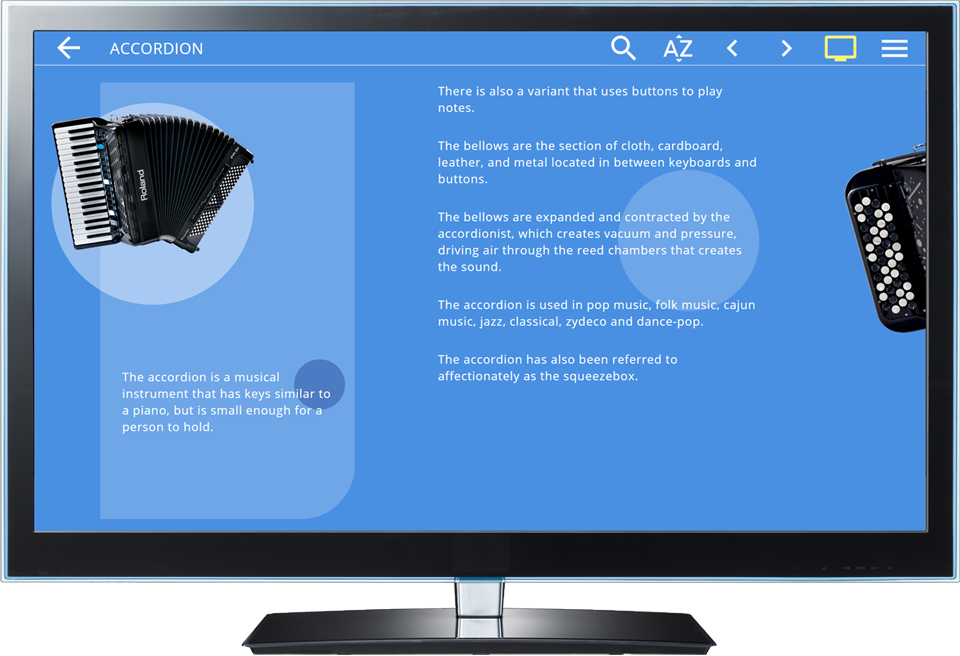 ACCORDION
AZ
Roland
The accordion is a musical
instrument that has keys similar to
a piano, but is small enough for a
person to hold.
There is also a variant that uses buttons to play
notes.
The bellows are the section of cloth, cardboard,
leather, and metal located in between keyboards and
buttons.
The bellows are expanded and contracted by the
accordionist, which creates vacuum and pressure,
driving air through the reed chambers that creates
the sound.
The accordion is used in pop music, folk music, cajun
music, jazz, classical, zydeco and dance-pop.
The accordion has also been referred to
affectionately as the squeezebox.